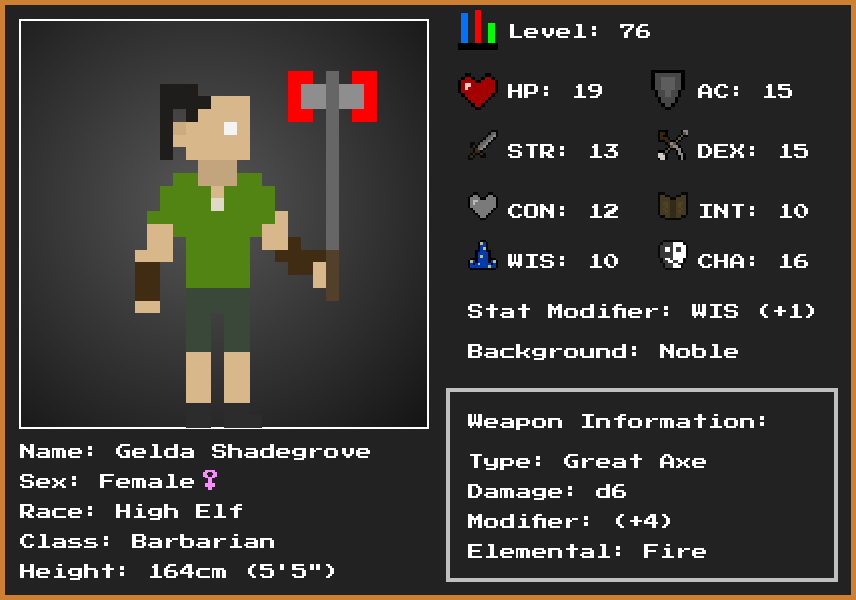 Level: 76
HP: 19 AC: 15
STR: 13 DEX: 15
CON: 12 INT: 10
WIS: 10 CHA: 16
Stat Modifier: WIS (+1)
Background: Noble
Weapon Information:
Type: Great Axe
Damage: d6
Modifier: (+4)
Elemental: Fire
Name: Gelda Shadegrove
Sex: Female♀
Race: High Elf
Class: Barbarian
Height: 164cm (5'5")